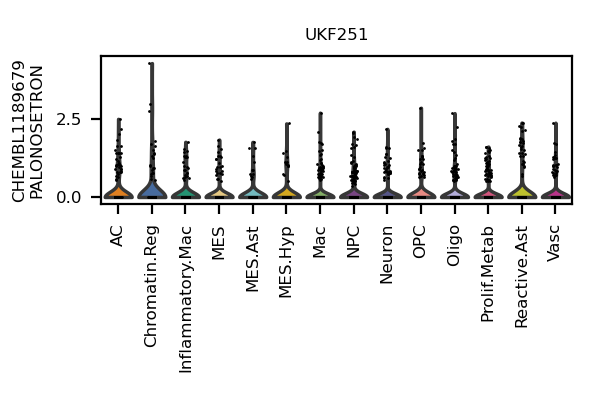 UKF251
CHEMBL1189679
PALONOSETRON
2.5
0.0
AC
Chromatin.Reg
Inflammatory.Mac
MES
MES.Ast
MES.Hyp
Mac
NPC
Neuron
OPC
Oligo
Prolif.Metab
Reactive.Ast
Vasc